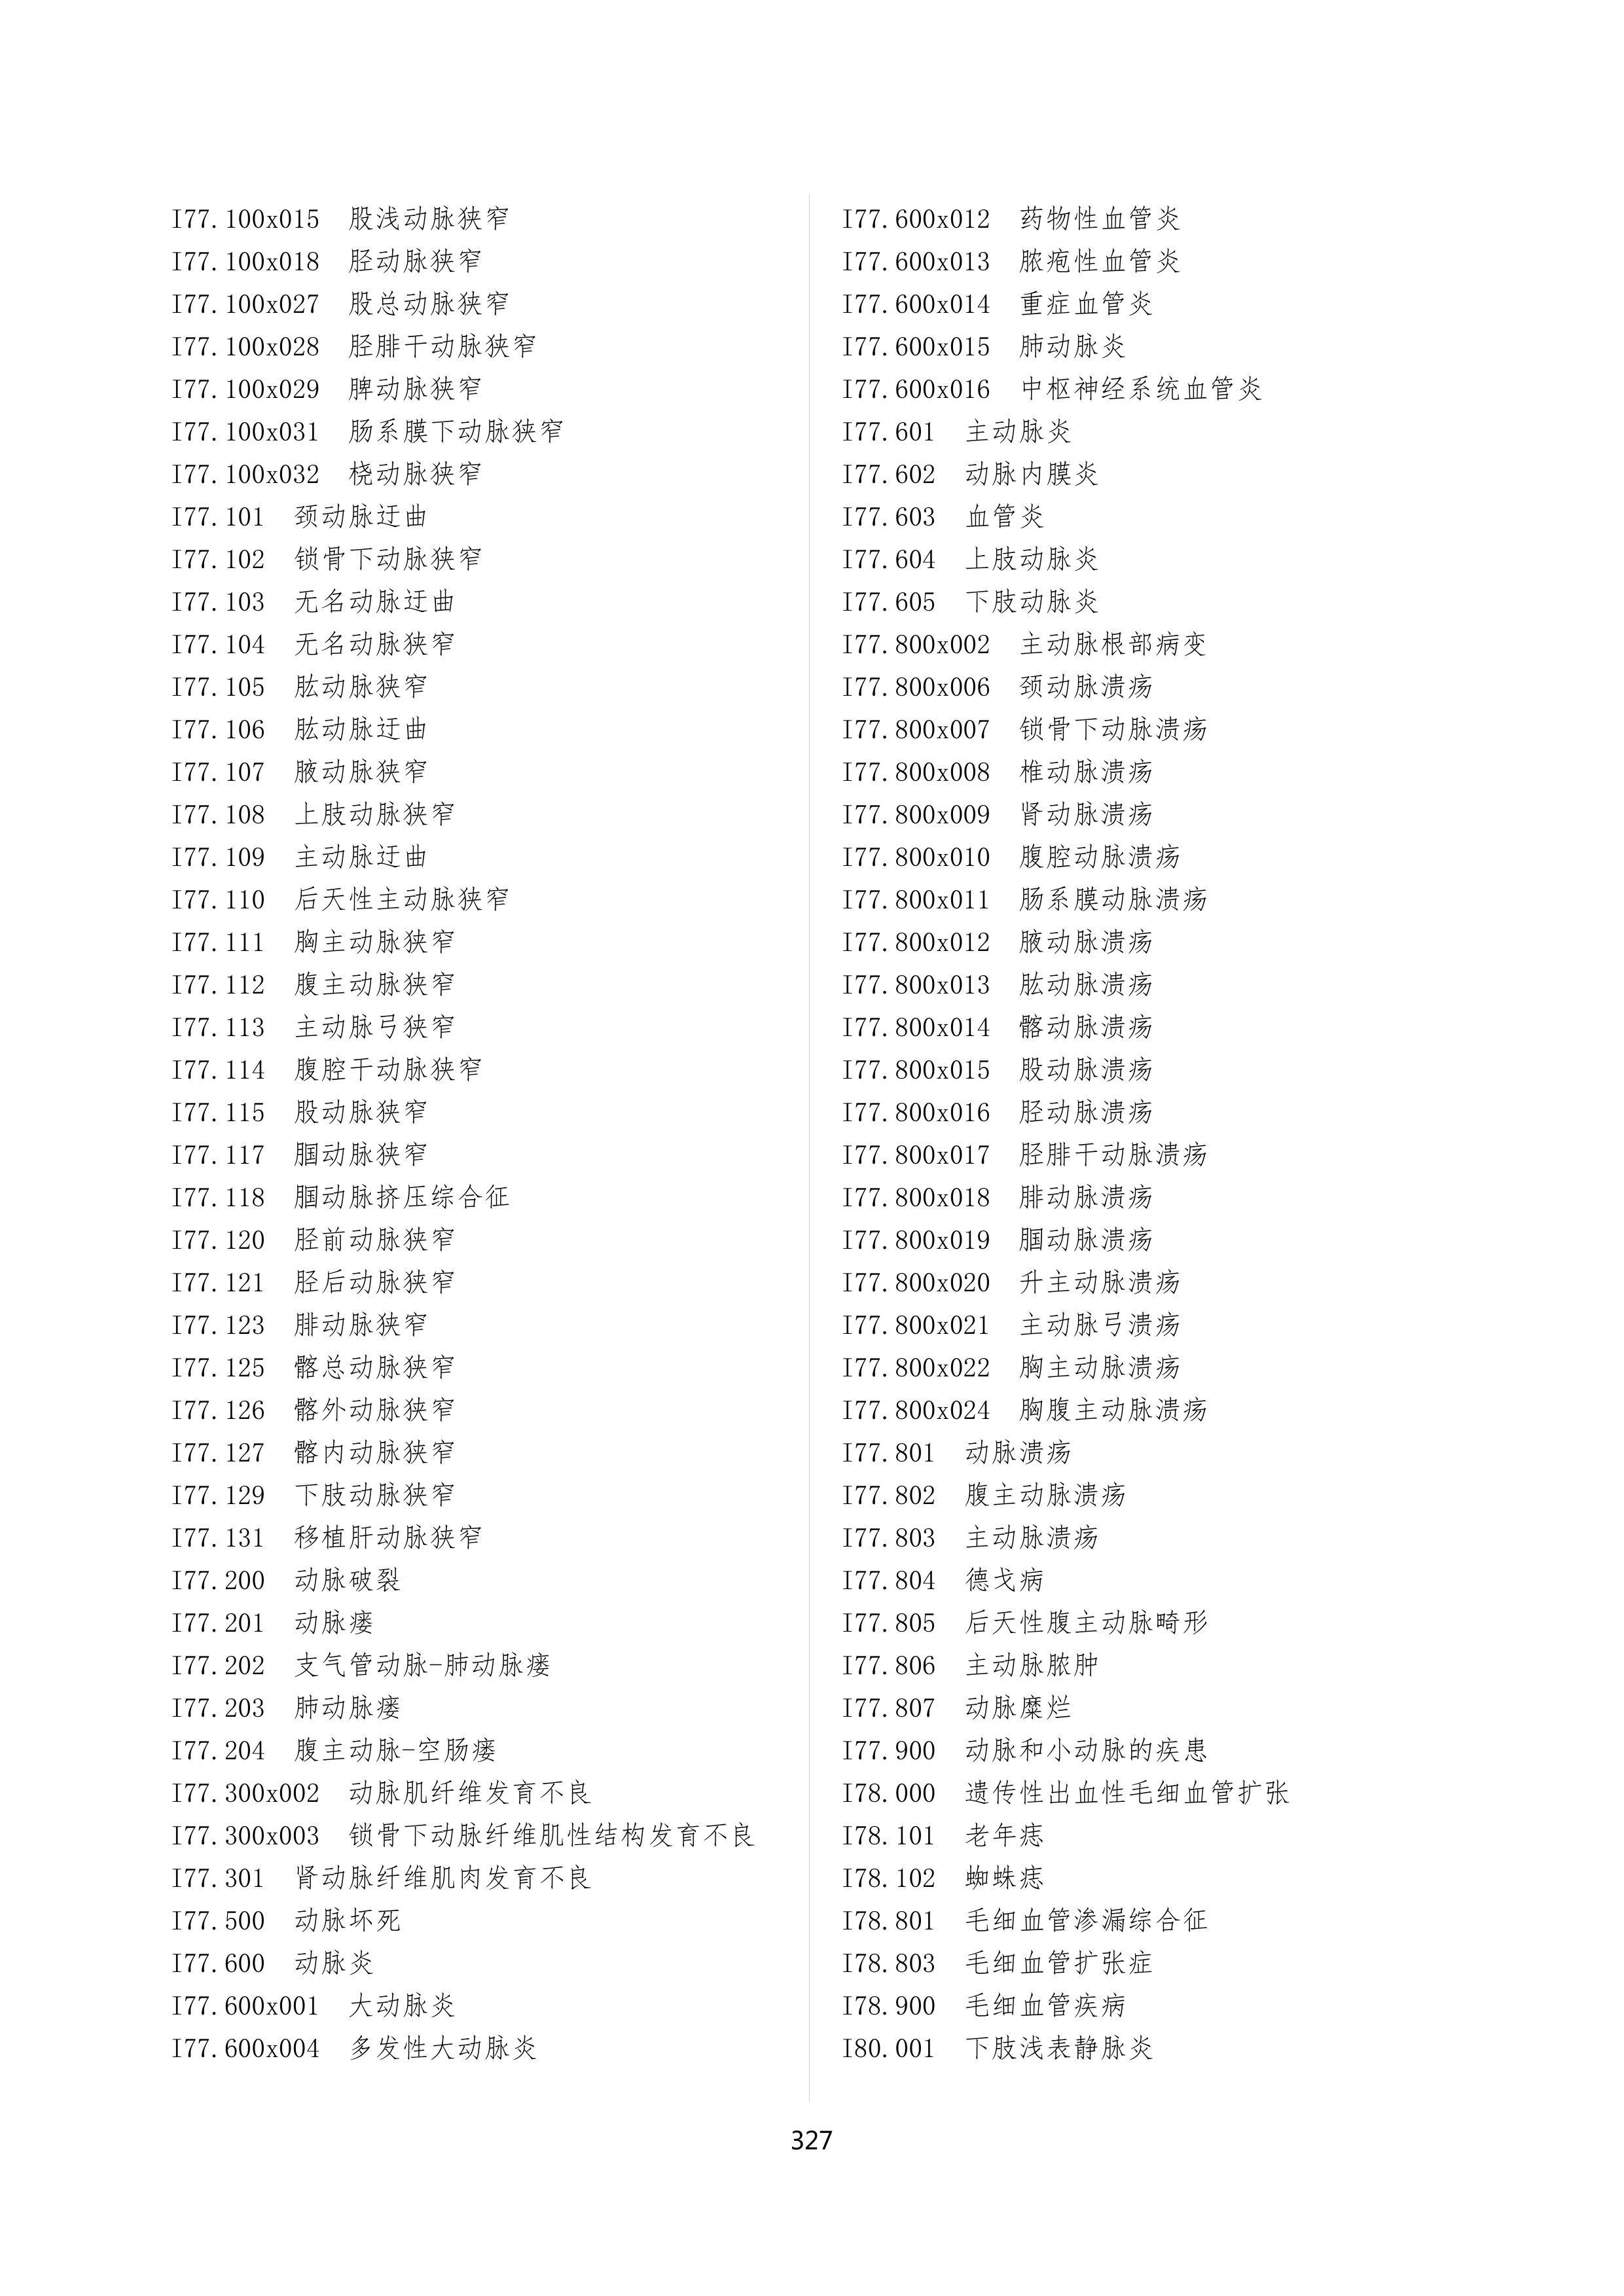 I77.100x015 股浅动脉狭窄
I77.100x018 胫动脉狭窄
I77.100x027 股总动脉狭窄
I77.100x028 胫腓干动脉狭窄
I77.100x029 脾动脉狭窄
I77.100x031 肠系膜下动脉狭窄
I77.100x032 桡动脉狭窄
I77.101 颈动脉迂曲
I77.102 锁骨下动脉狭窄
I77.103 无名动脉迂曲
I77.104 无名动脉狭窄
I77.105 肱动脉狭窄
I77.106 肱动脉迂曲
I77.107 腋动脉狭窄
I77.108 上肢动脉狭窄
I77.109 主动脉迂曲
I77.110 后天性主动脉狭窄
I77.111 胸主动脉狭窄
I77.112 腹主动脉狭窄
I77.113 主动脉弓狭窄
I77.114 腹腔干动脉狭窄
I77.115 股动脉狭窄
I77.117 腘动脉狭窄
I77.118 腘动脉挤压综合征
I77.120 胫前动脉狭窄
I77.121 胫后动脉狭窄
I77.123 腓动脉狭窄
I77.125 髂总动脉狭窄
I77.126 髂外动脉狭窄
I77.127 髂内动脉狭窄
I77.129 下肢动脉狭窄
I77.131 移植肝动脉狭窄
I77.200 动脉破裂
I77.201 动脉瘘
I77.202 支气管动脉-肺动脉瘘
I77.203 肺动脉瘘
I77.204 腹主动脉-空肠瘘
I77.300x002 动脉肌纤维发育不良
I77.300x003 锁骨下动脉纤维肌性结构发育不良
I77.301 肾动脉纤维肌肉发育不良
I77.500 动脉坏死
I77.600 动脉炎
I77.600x001 大动脉炎
I77.600x004 多发性大动脉炎
I77.600x012 药物性血管炎
I77.600x013 脓疱性血管炎
I77.600x014 重症血管炎
I77.600x015 肺动脉炎
I77.600x016 中枢神经系统血管炎
I77.601 主动脉炎
I77.602 动脉内膜炎
I77.603 血管炎
I77.604 上肢动脉炎
I77.605 下肢动脉炎
I77.800x002 主动脉根部病变
I77.800x006 颈动脉溃疡
I77.800x007 锁骨下动脉溃疡
I77.800x008 椎动脉溃疡
I77.800x009 肾动脉溃疡
I77.800x010 腹腔动脉溃疡
I77.800x011 肠系膜动脉溃疡
I77.800x012 腋动脉溃疡
I77.800x013 肱动脉溃疡
I77.800x014 髂动脉溃疡
I77.800x015 股动脉溃疡
I77.800x016 胫动脉溃疡
I77.800x017 胫腓干动脉溃疡
I77.800x018 腓动脉溃疡
I77.800x019 腘动脉溃疡
I77.800x020 升主动脉溃疡
I77.800x021 主动脉弓溃疡
I77.800x022 胸主动脉溃疡
I77.800x024 胸腹主动脉溃疡
I77.801 动脉溃疡
I77.802 腹主动脉溃疡
I77.803 主动脉溃疡
I77.804 德戈病
I77.805 后天性腹主动脉畸形
I77.806 主动脉脓肿
I77.807 动脉糜烂
I77.900 动脉和小动脉的疾患
I78.000 遗传性出血性毛细血管扩张
I78.101 老年痣
I78.102 蜘蛛痣
I78.801 毛细血管渗漏综合征
I78.803 毛细血管扩张症
I78.900 毛细血管疾病
I80.001 下肢浅表静脉炎
327